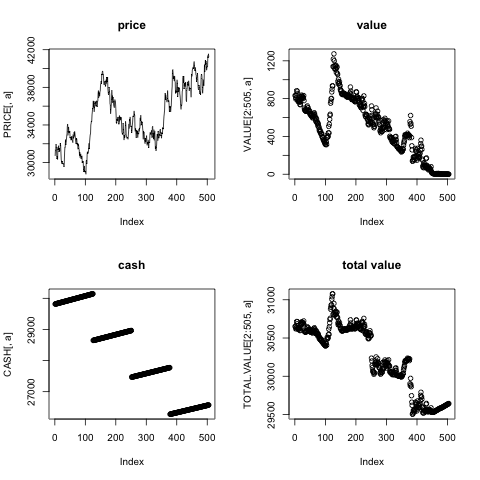 price
PRICE[, a]
30000 34000 38000 42000
0 100 200 300 400 500
Index
value
VALUE[2:505, a]
0 400 800 1200
0 100 200 300 400 500
Index
cash
CASH[, a]
27000 29000
0 100 200 300 400 500
Index
total value
TOTAL.VALUE[2:505, a]
29500 30000 30500 31000
0 100 200 300 400 500
Index